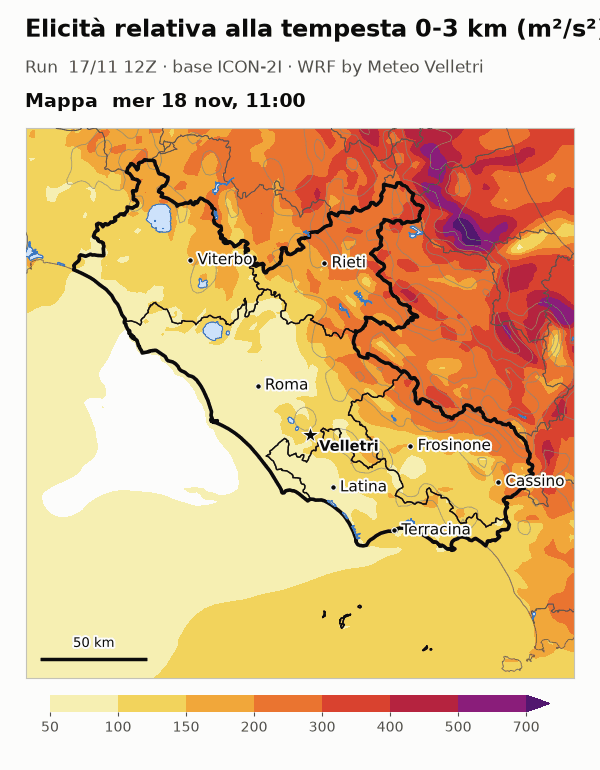 Elicità relativa alla tempesta 0-3 km (m²/s²)
Run 17/11 12Z · base ICON-2I · WRF by Meteo Velletri
Mappa mer 18 nov, 11:00
Viterbo
Rieti
Roma
Velletri
Frosinone
Cassino
Latina
Terracina
50 km
50 100 150 200 300 400 500 700